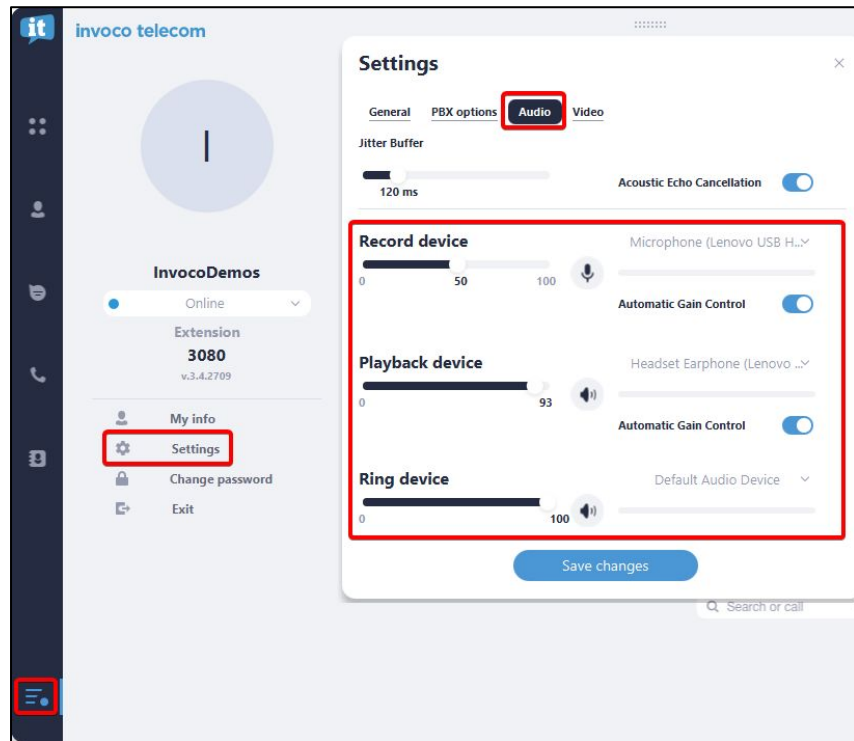 it
invoco telecom
I
InvocoDemos
Online
Extension
3080
v.3.4.2709
My info
Settings
Change password
Exit
Settings
General PBX options Audio Video
Jitter Buffer
120 ms
Acoustic Echo Cancellation
Record device
Microphone (Lenovo USB H...
0 50 100
Automatic Gain Control
Playback device
Headset Earphone (Lenovo ...
0 93
Automatic Gain Control
Ring device
Default Audio Device
0 100
Save changes
Search or call